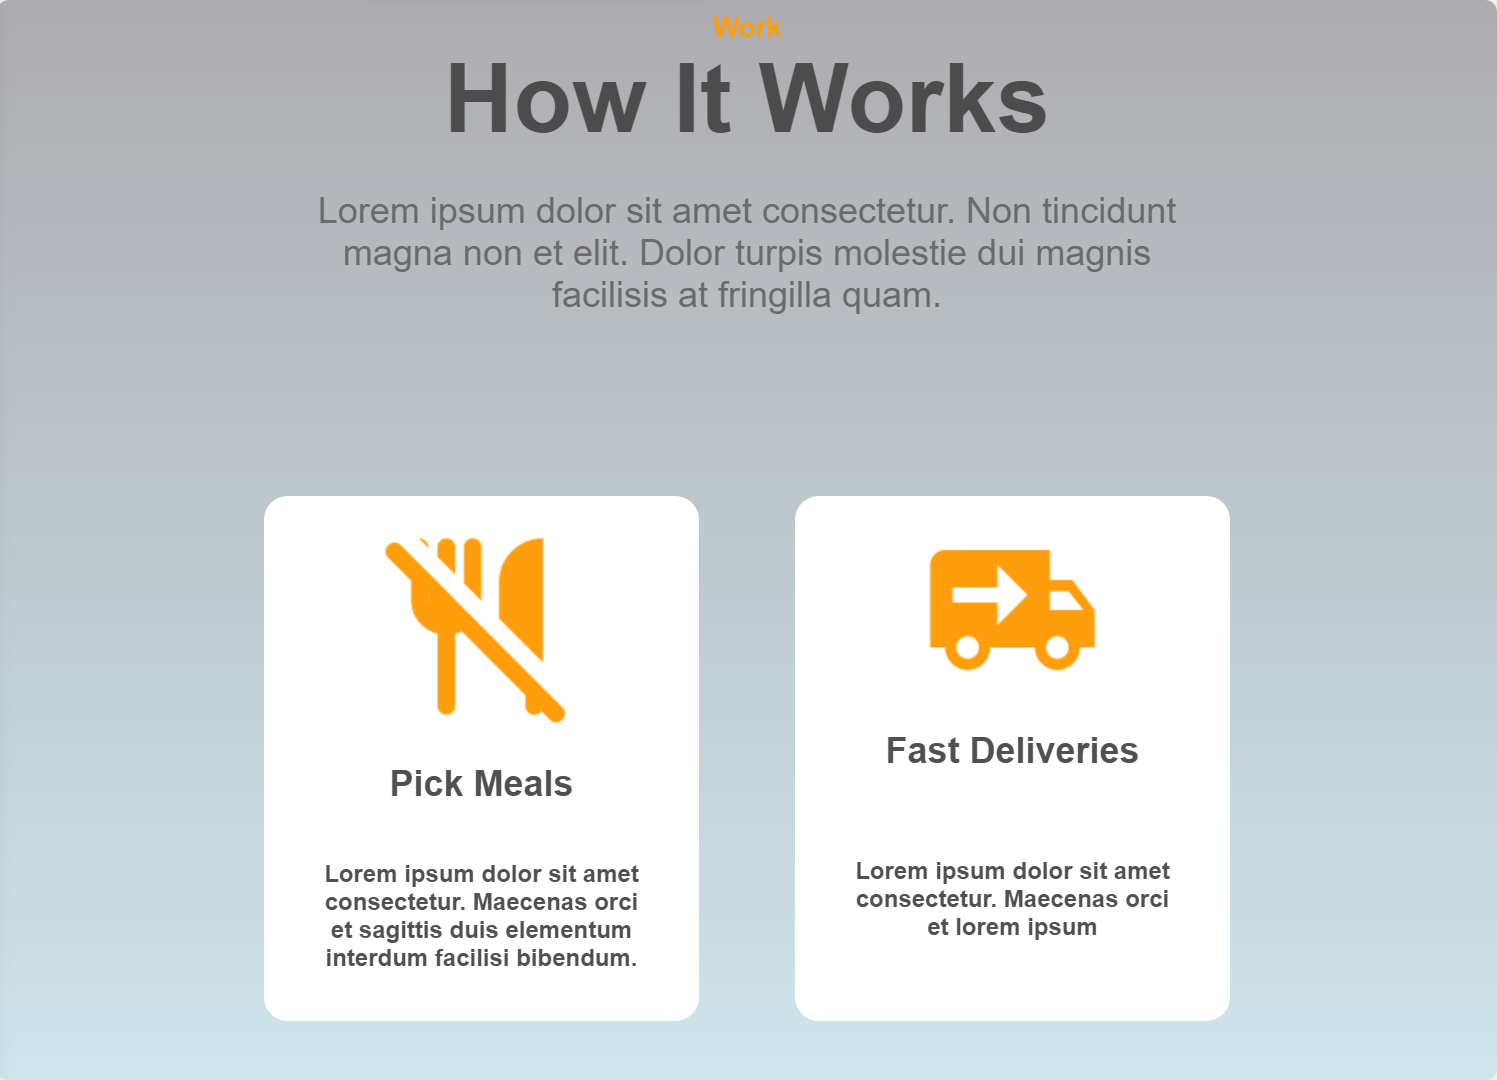 Work
How It Works
Lorem ipsum dolor sit amet consectetur. Non tincidunt
magna non et elit. Dolor turpis molestie dui magnis
facilisis at fringilla quam.
Pick Meals
Lorem ipsum dolor sit amet
consectetur. Maecenas orci
et sagittis duis elementum
interdum facilisi bibendum.
Fast Deliveries
Lorem ipsum dolor sit amet
consectetur. Maecenas orci
et lorem ipsum